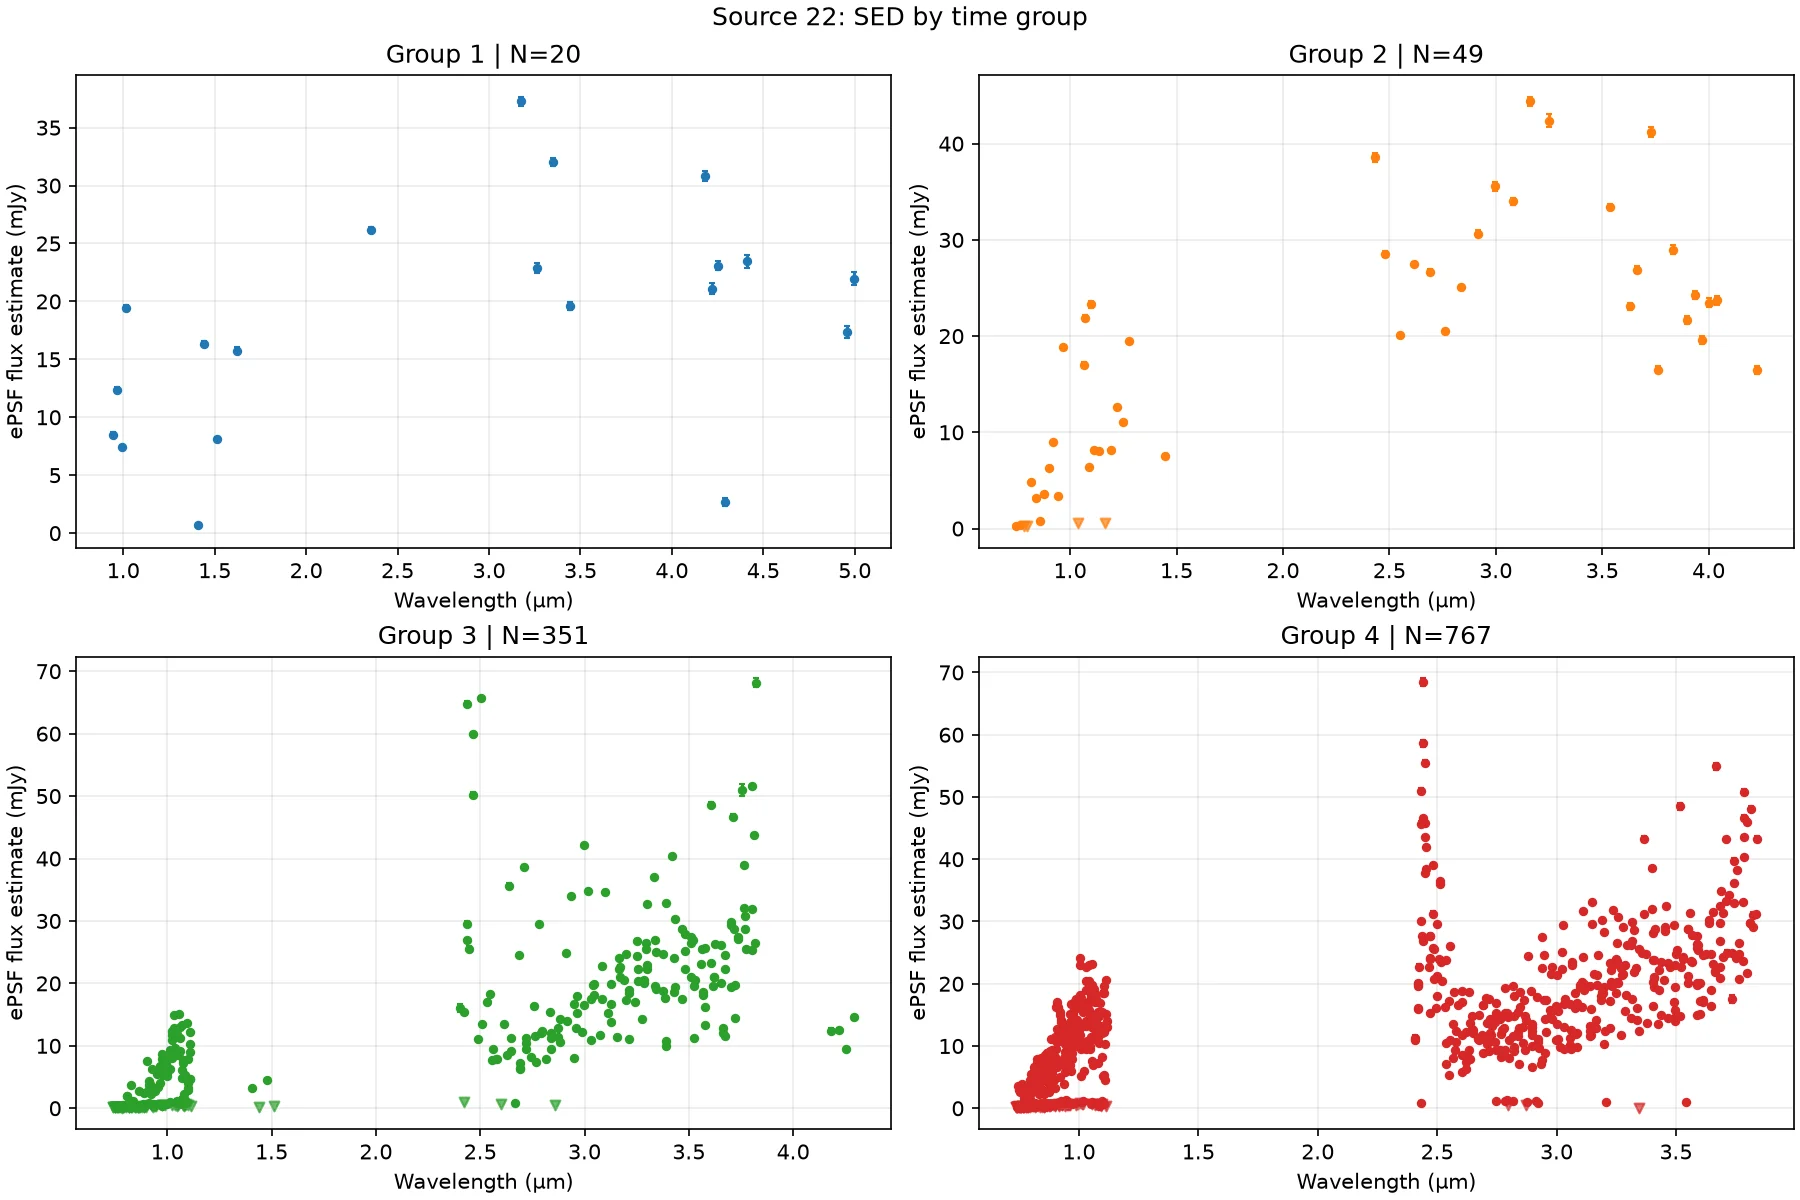 Source 22: SED by time group
Group 1 | N=20
ePSF flux estimate (mJy)
35
30
25
20
15
10
5
0
1.0 1.5 2.0 2.5 3.0 3.5 4.0 4.5 5.0
Wavelength (μm)
Group 2 | N=49
ePSF flux estimate (mJy)
40
30
20
10
0
1.0 1.5 2.0 2.5 3.0 3.5 4.0
Wavelength (μm)
Group 3 | N=351
ePSF flux estimate (mJy)
70
60
50
40
30
20
10
0
1.0 1.5 2.0 2.5 3.0 3.5 4.0
Wavelength (μm)
Group 4 | N=767
ePSF flux estimate (mJy)
70
60
50
40
30
20
10
0
1.0 1.5 2.0 2.5 3.0 3.5
Wavelength (μm)